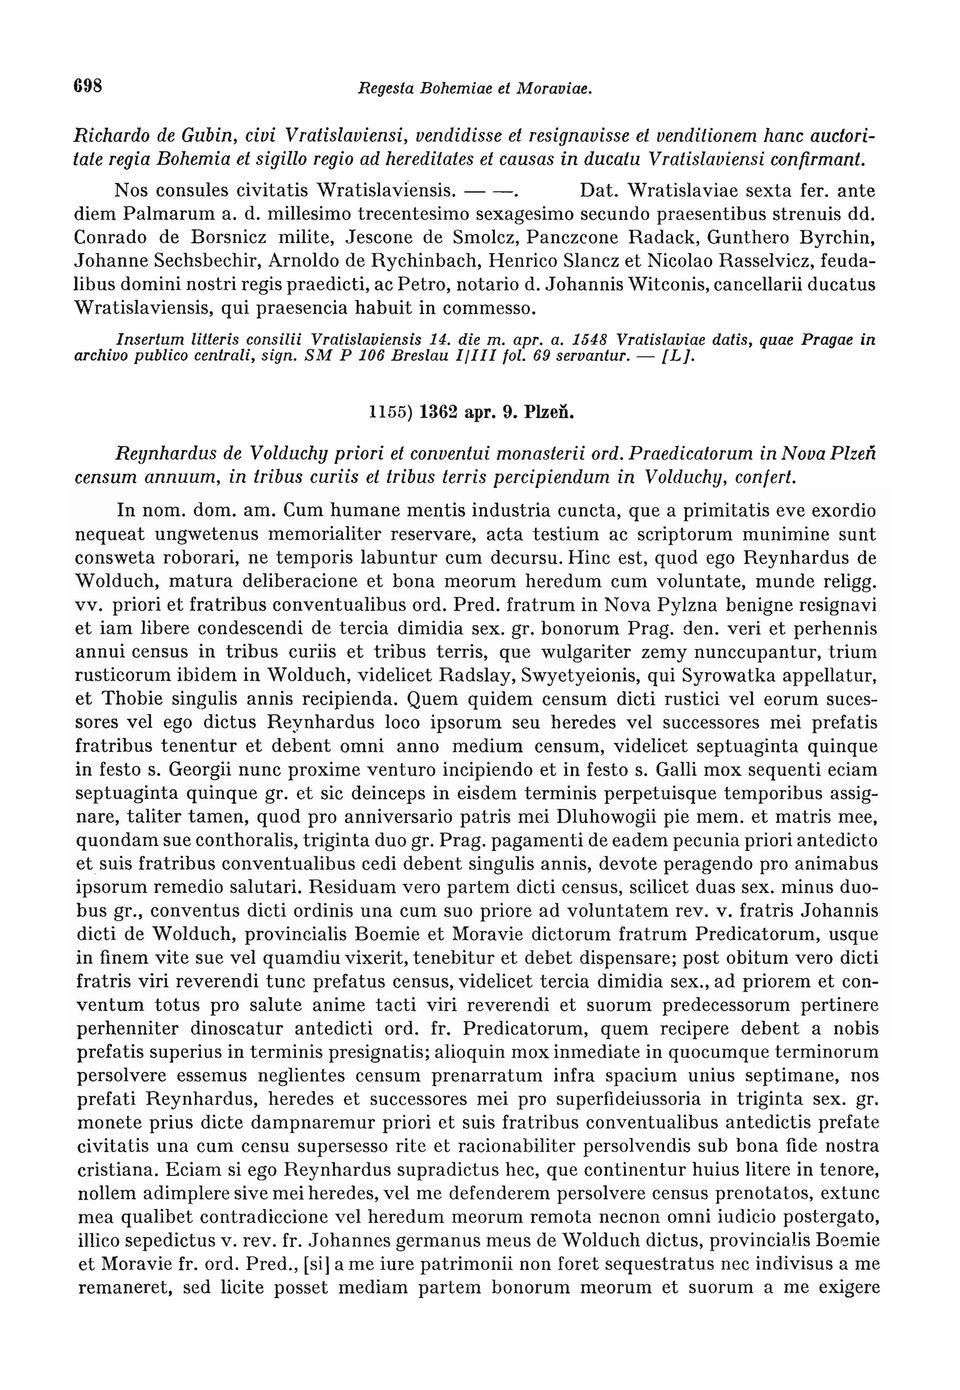 698 Regesta Bohemiae et Moraviae.
Richardo de Gubin, civi Vratislaviensi, vendidisse et resignavisse et venditionem hanc auctori-
tate regia Bohemia et sigillo regio ad hereditates et causas in ducatu Vratislaviensi confirmant.
Nos consules civitatis Wratislaviensis. — —. Dat. Wratislaviae sexta fer. ante
diem Palmarum a. d. millesimo trecentesimo sexagesimo secundo praesentibus strenuis dd.
Conrado de Borsnicz milite, Jescone de Smolcz, Panczcone Radack, Gunthero Byrchin,
Johanne Sechsbechir, Arnoldo de Rychinbach, Henrico Slancz et Nicolao Rasselvicz, feuda-
libus domini nostri regis praedicti, ac Petro, notario d. Johannis Witconis, cancellarii ducatus
Wratislaviensis, qui praesencia habuit in commesso.
Insertum litteris consilii Vratislaviensis 14. die m. apr. a. 1548 Vratislaviae datis, quae Pragae in
archivo publico centrali, sign. SM P 106 Breslau I/III fol. 69 servantur. — [L].
1155) 1362 apr. 9. Plzeň.
Reynhardus de Volduchy priori et conventui monasterii ord. Praedicatorum in Nova Plzeň
censum annuum, in tribus curiis et tribus terris percipiendum in Volduchy, confert.
In nom. dom. am. Cum humane mentis industria cuncta, que a primitatis eve exordio
nequeat ungwetenus memorialiter reservare, acta testium ac scriptorum munimine sunt
consweta roborari, ne temporis labuntur cum decursu. Hinc est, quod ego Reynhardus de
Wolduch, matura deliberacione et bona meorum heredum cum voluntate, munde religg.
vv. priori et fratribus conventualibus ord. Pred. fratrum in Nova Pylzna benigne resignavi
et iam libere condescendi de tercia dimidia sex. gr. bonorum Prag. den. veri et perhennis
annui census in tribus curiis et tribus terris, que wulgariter zemy nunccupantur, trium
rusticorum ibidem in Wolduch, videlicet Radslay, Swyetyeionis, qui Syrowatka appellatur,
et Thobie singulis annis recipienda. Quem quidem censum dicti rustici vel eorum suces-
sores vel ego dictus Reynhardus loco ipsorum seu heredes vel successores mei prefatis
fratribus tenentur et debent omni anno medium censum, videlicet septuaginta quinque
in festo s. Georgii nunc proxime venturo incipiendo et in festo s. Galli mox sequenti eciam
septuaginta quinque gr. et sic deinceps in eisdem terminis perpetuisque temporibus assig-
nare, taliter tamen, quod pro anniversario patris mei Dluhowogii pie mem. et matris mee,
quondam sue conthoralis, triginta duo gr. Prag. pagamenti de eadem pecunia priori antedicto
et suis fratribus conventualibus cedi debent singulis annis, devote peragendo pro animabus
ipsorum remedio salutari. Residuam vero partem dicti census, scilicet duas sex. minus duo-
bus gr., conventus dicti ordinis una cum suo priore ad voluntatem rev. v. fratris Johannis
dicti de Wolduch, provincialis Boemie et Moravie dictorum fratrum Predicatorum, usque
in finem vite sue vel quamdiu vixerit, tenebitur et debet dispensare; post obitum vero dicti
fratris viri reverendi tunc prefatus census, videlicet tercia dimidia sex., ad priorem et con-
ventum totus pro salute anime tacti viri reverendi et suorum predecessorum pertinere
perhenniter dinoscatur antedicti ord. fr. Predicatorum, quem recipere debent a nobis
prefatis superius in terminis presignatis; alioquin mox inmediate in quocumque terminorum
persolvere essemus neglientes censum prenarratum infra spacium unius septimane, nos
prefati Reynhardus, heredes et successores mei pro superfideiussoria in triginta sex. gr.
monete prius dicte dampnaremur priori et suis fratribus conventualibus antedictis prefate
civitatis una cum censu supersesso rite et racionabiliter persolvendis sub bona fide nostra
cristiana. Eciam si ego Reynhardus supradictus hec, que continentur huius litere in tenore,
nollem adimplere sive mei heredes, vel me defenderem persolvere census prenotatos, extunc
mea qualibet contradiccione vel heredum meorum remota necnon omni iudicio postergato,
illico sepedictus v. rev. fr. Johannes germanus meus de Wolduch dictus, provincialis Boemie
et Moravie fr. ord. Pred., [si] a me iure patrimonii non foret sequestratus nec indivisus a me
remaneret, sed licite posset mediam partem bonorum meorum et suorum a me exigere